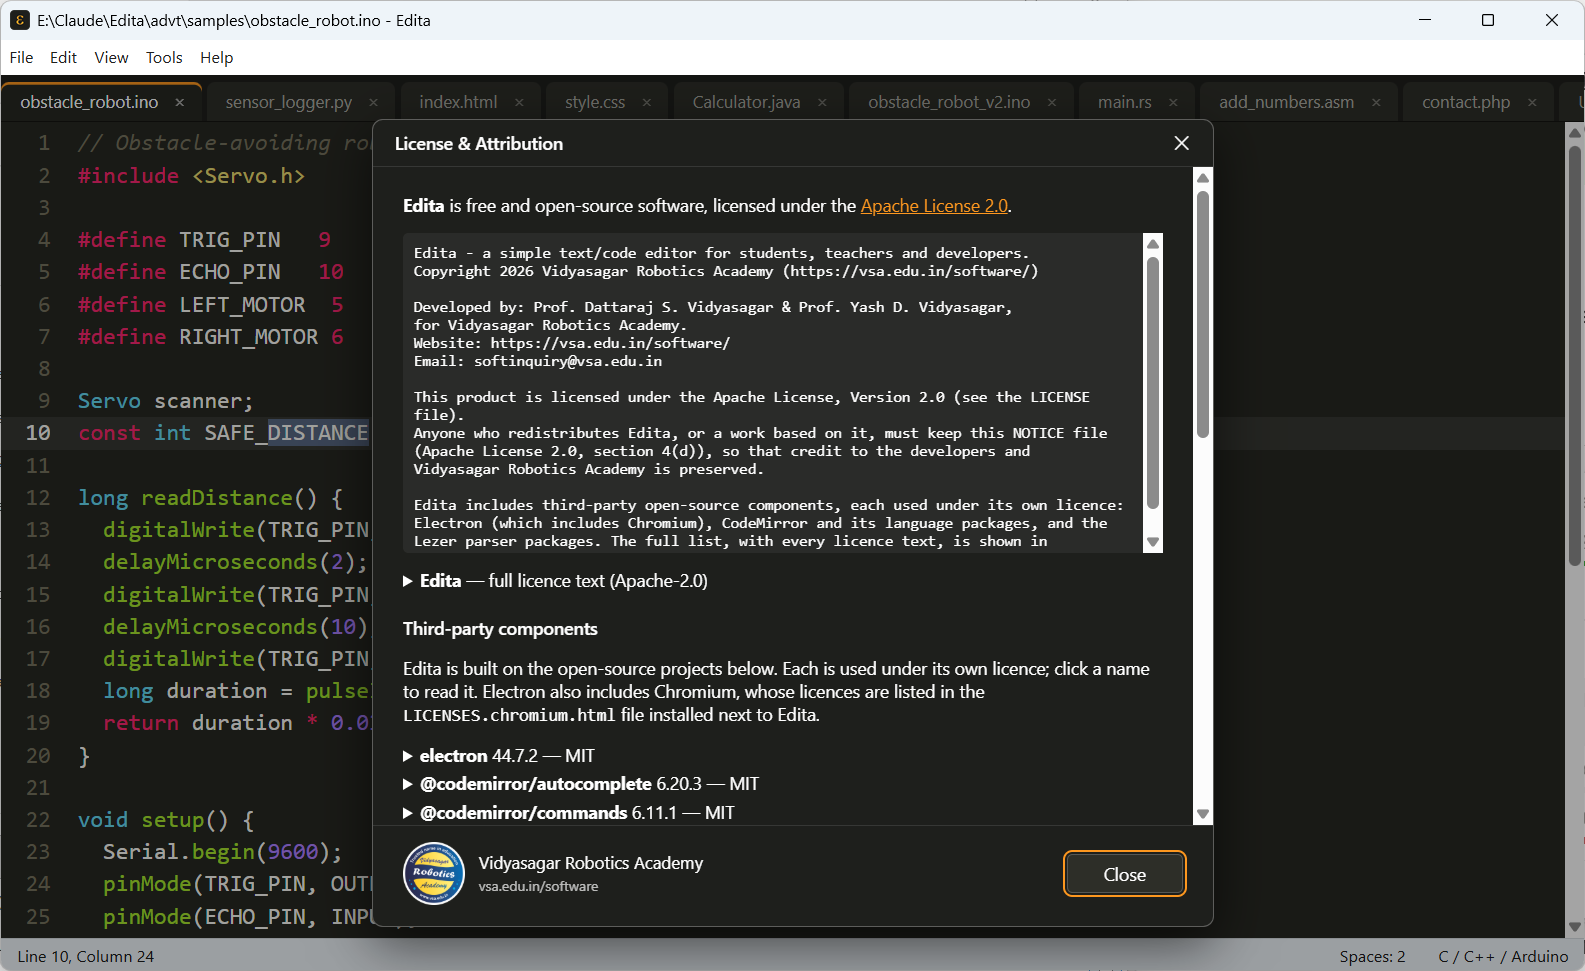 E:\Claude\Edita\advt\samples\obstacle_robot.ino - Edita
File Edit View Tools Help
obstacle_robot.ino × sensor_logger.py × index.html × style.css × Calculator.java × obstacle_robot_v2.ino × main.rs × add_numbers.asm × contact.php ×
License & Attribution
Edita is free and open-source software, licensed under the Apache License 2.0.
Edita - a simple text/code editor for students, teachers and developers.
Copyright 2026 Vidyasagar Robotics Academy (https://vsa.edu.in/software/)
Developed by: Prof. Dattaraj S. Vidyasagar & Prof. Yash D. Vidyasagar,
for Vidyasagar Robotics Academy.
Website: https://vsa.edu.in/software/
Email: softinquiry@vsa.edu.in
This product is licensed under the Apache License, Version 2.0 (see the LICENSE
file).
Anyone who redistributes Edita, or a work based on it, must keep this NOTICE file
(Apache License 2.0, section 4(d)), so that credit to the developers and
Vidyasagar Robotics Academy is preserved.
Edita includes third-party open-source components, each used under its own licence:
Electron (which includes Chromium), CodeMirror and its language packages, and the
Lezer parser packages. The full list, with every licence text, is shown in
Edita — full licence text (Apache-2.0)
Third-party components
Edita is built on the open-source projects below. Each is used under its own licence; click a name
to read it. Electron also includes Chromium, whose licences are listed in the
LICENSES.chromium.html file installed next to Edita.
electron 44.7.2 — MIT
@codemirror/autocomplete 6.20.3 — MIT
@codemirror/commands 6.11.1 — MIT
Vidyasagar Robotics Academy
vsa.edu.in/software
Close
Vidyasagar
Robotics
Academy
1 // Obstacle-avoiding
2 #include <Servo.h>
3
4 #define TRIG_PIN 9
5 #define ECHO_PIN 10
6 #define LEFT_MOTOR 5
7 #define RIGHT_MOTOR 6
8
9 Servo scanner;
10 const int SAFE_DISTANCE
11
12 long readDistance() {
13 digitalWrite(TRIG_PIN
14 delayMicroseconds(2);
15 digitalWrite(TRIG_PIN
16 delayMicroseconds(10)
17 digitalWrite(TRIG_PIN
18 long duration = pulse
19 return duration * 0.0
20 }
21
22 void setup() {
23 Serial.begin(9600);
24 pinMode(TRIG_PIN, OUT
25 pinMode(ECHO_PIN, INP
Line 10, Column 24
Spaces: 2 C / C++ / Arduino